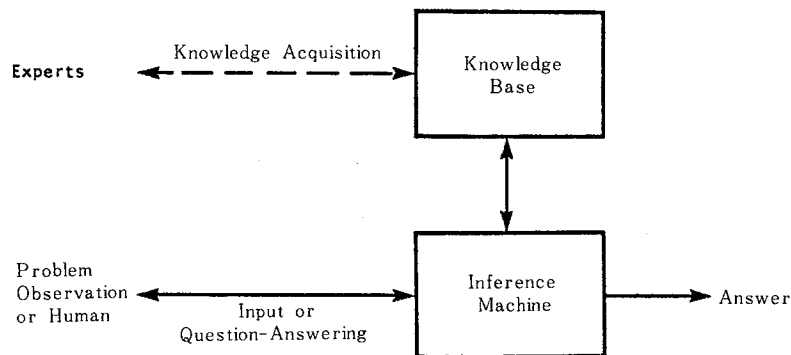 Knowledge Acquisition
Experts
Knowledge
Base
Problem
Observation
or Human
Input or
Question-Answering
Inference
Machine
Answer